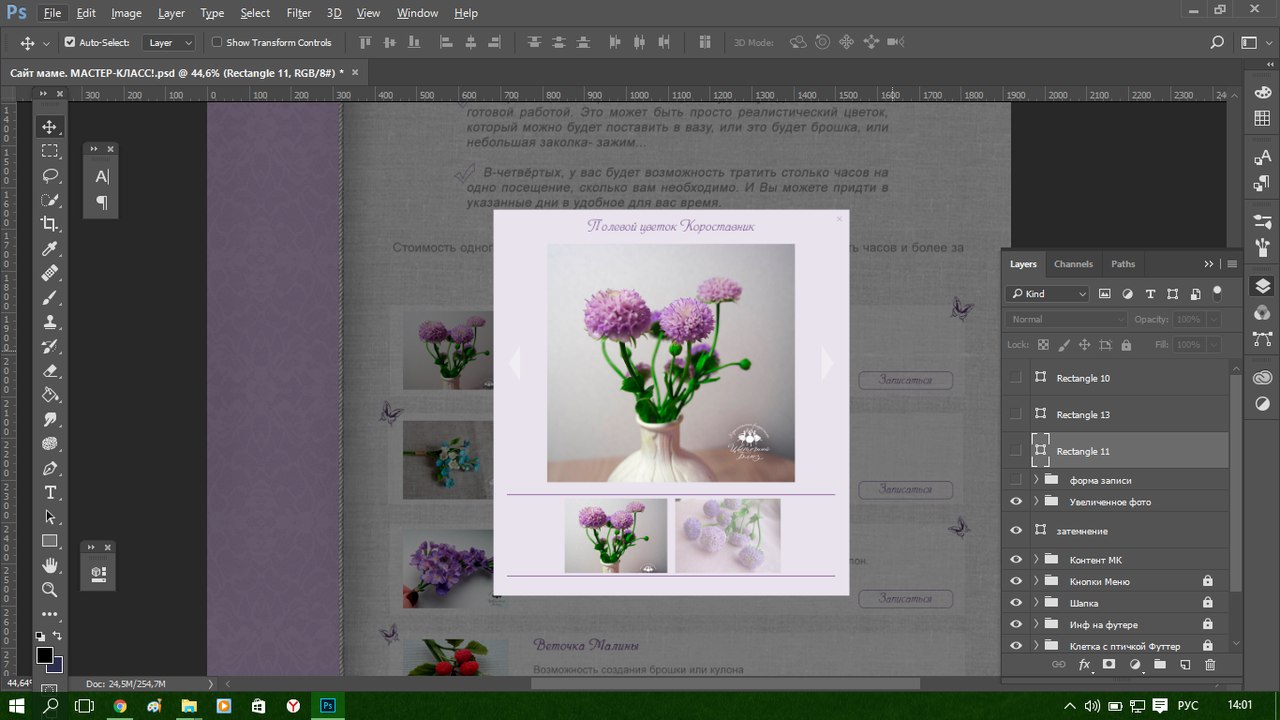 Ps File Edit Image Layer Type Select Filter 3D View Window Help
Auto-Select: Layer Show Transform Controls 3D Mode:
Сайт маме. МАСТЕР-КЛАСС!.psd @ 44,6% (Rectangle 11, RGB/8#) *
300 200 100 0 100 200 300 400 500 600 700 800 900 1000 1100 1200 1300 1400 1500 1600 1700 1800 1900 2000 2100 2200 2300
готовой работой. Это может быть просто реалистический цветок,
который можно будет поставить в вазу, или это будет брошка, или
небольшая заколка- зажим...
В-четвёртых, у вас будет возможность тратить столько часов на
одно посещение, сколько вам необходимо. И Вы можете придти в
указанные дни в удобное для вас время.
Стоимость одног
ть часов и более за
Полевой цветок Короставник
Цветочный
Записаться
Записаться
пон.
Записаться
Веточка Малины
Возможность создания брошки или кулона
Layers Channels Paths
Kind
Normal Opacity: 100%
Lock: Fill: 100%
Rectangle 10
Rectangle 13
Rectangle 11
форма записи
Увеличенное фото
затемнение
Контент МК
Кнопки Меню
Шапка
Инф на футере
Клетка с птичкой Футтер
44,64% Doc: 24,5M/254,7M
РУС 14:01